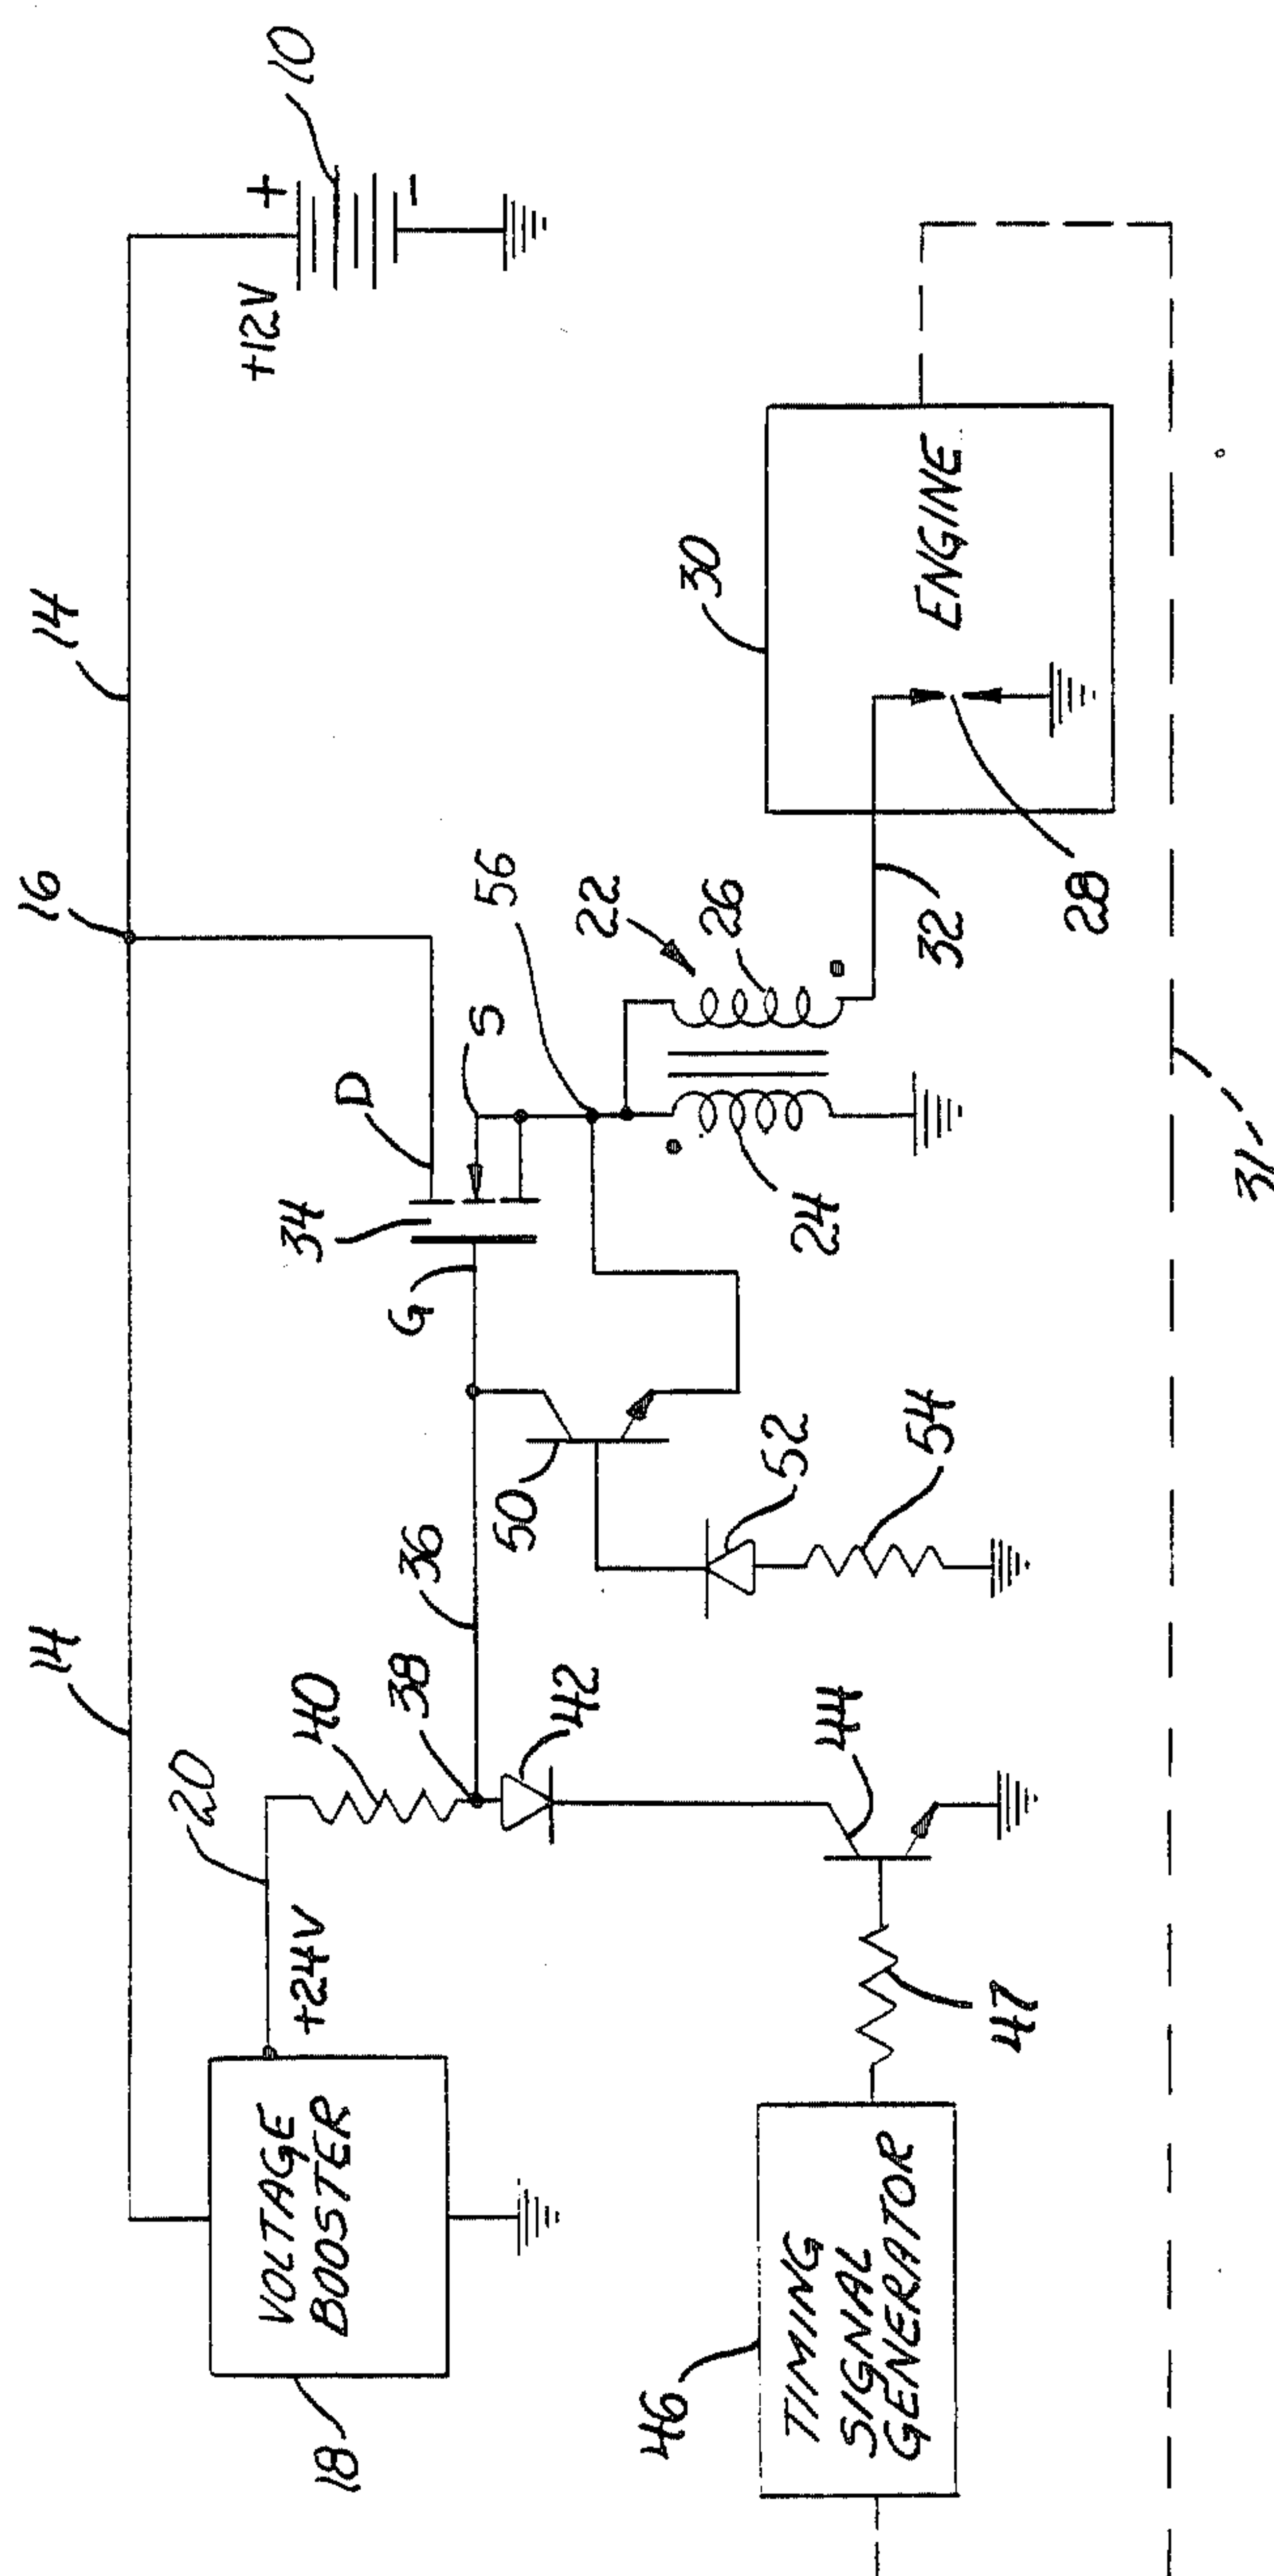 14
16
14
10
+
-
+12V
VOLTAGE
BOOSTER
18
+24V
20
40
38
36
42
G
34
D
S
50
52
54
56
22
24
26
32
28
30
ENGINE
44
47
46
TIMING
SIGNAL
GENERATOR
31